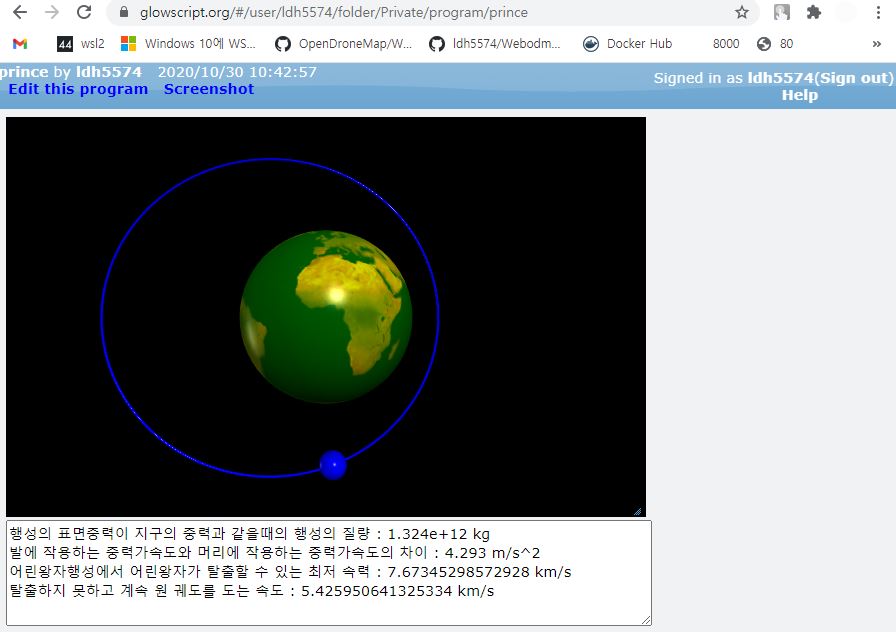 glowscript.org/#/user/ldh5574/folder/Private/program/prince
44 wsl2 Windows 10에 WS... OpenDroneMap/W... ldh5574/Webodm... Docker Hub 8000 80 »
prince by ldh5574 2020/10/30 10:42:57
Signed in as ldh5574(Sign out)
Edit this program Screenshot
Help
행성의 표면중력이 지구의 중력과 같을때의 행성의 질량 : 1.324e+12 kg
발에 작용하는 중력가속도와 머리에 작용하는 중력가속도의 차이 : 4.293 m/s^2
어린왕자행성에서 어린왕자가 탈출할 수 있는 최저 속력 : 7.67345298572928 km/s
탈출하지 못하고 계속 원 궤도를 도는 속도 : 5.425950641325334 km/s